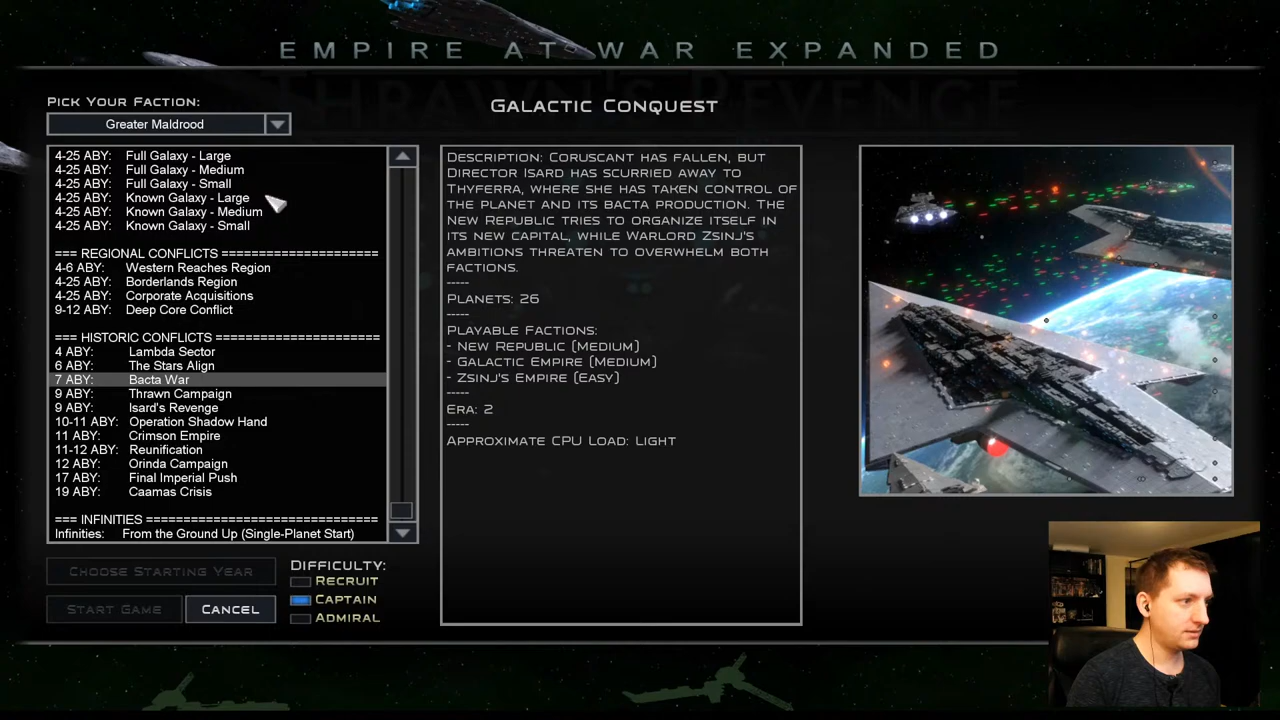 EMPIRE AT WAR EXPANDED
THRAWN'S REVENGE
PICK YOUR FACTION:
Greater Maldrood
GALACTIC CONQUEST
4-25 ABY: Full Galaxy - Large
4-25 ABY: Full Galaxy - Medium
4-25 ABY: Full Galaxy - Small
4-25 ABY: Known Galaxy - Large
4-25 ABY: Known Galaxy - Medium
4-25 ABY: Known Galaxy - Small
=== REGIONAL CONFLICTS =====================
4-6 ABY: Western Reaches Region
4-25 ABY: Borderlands Region
4-25 ABY: Corporate Acquisitions
9-12 ABY: Deep Core Conflict
=== HISTORIC CONFLICTS ======================
4 ABY: Lambda Sector
6 ABY: The Stars Align
7 ABY: Bacta War
9 ABY: Thrawn Campaign
9 ABY: Isard's Revenge
10-11 ABY: Operation Shadow Hand
11 ABY: Crimson Empire
11-12 ABY: Reunification
12 ABY: Orinda Campaign
17 ABY: Final Imperial Push
19 ABY: Caamas Crisis
=== INFINITIES ===============================
Infinities: From the Ground Up (Single-Planet Start)
DESCRIPTION: CORUSCANT HAS FALLEN, BUT
DIRECTOR ISARD HAS SCURRIED AWAY TO
THYFERRA, WHERE SHE HAS TAKEN CONTROL OF
THE PLANET AND ITS BACTA PRODUCTION. THE
NEW REPUBLIC TRIES TO ORGANIZE ITSELF IN
ITS NEW CAPITAL, WHILE WARLORD ZSINJ'S
AMBITIONS THREATEN TO OVERWHELM BOTH
FACTIONS.
-----
PLANETS: 26
-----
PLAYABLE FACTIONS:
- NEW REPUBLIC (MEDIUM)
- GALACTIC EMPIRE (MEDIUM)
- ZSINJ'S EMPIRE (EASY)
-----
ERA: 2
-----
APPROXIMATE CPU LOAD: LIGHT
CHOOSE STARTING YEAR
START GAME
CANCEL
DIFFICULTY:
RECRUIT
CAPTAIN
ADMIRAL